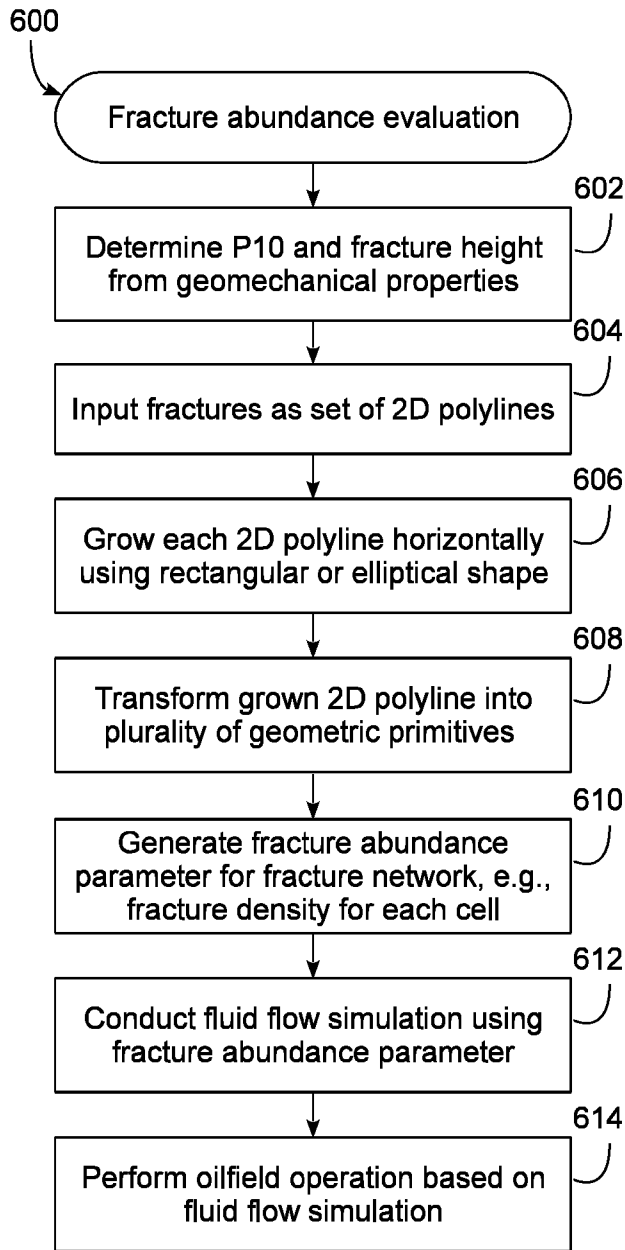 600
Fracture abundance evaluation
602
Determine P10 and fracture height
from geomechanical properties
604
Input fractures as set of 2D polylines
606
Grow each 2D polyline horizontally
using rectangular or elliptical shape
608
Transform grown 2D polyline into
plurality of geometric primitives
610
Generate fracture abundance
parameter for fracture network, e.g.,
fracture density for each cell
612
Conduct fluid flow simulation using
fracture abundance parameter
614
Perform oilfield operation based on
fluid flow simulation